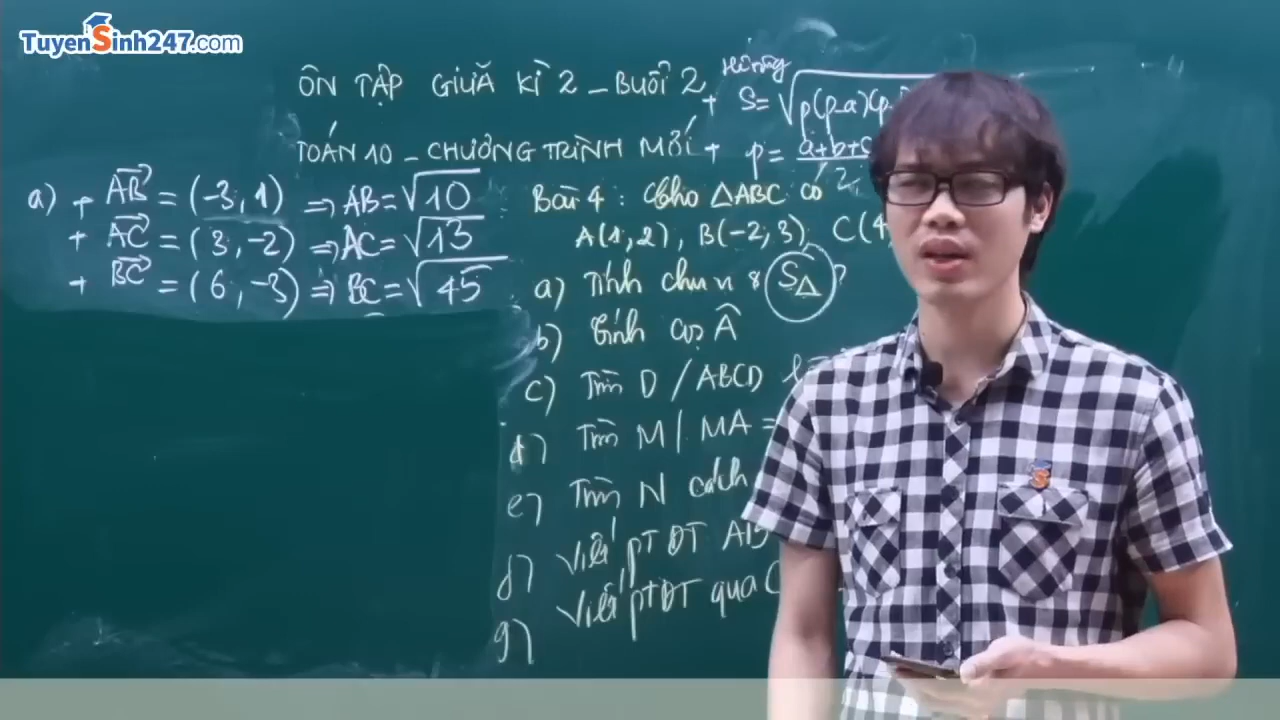 TuyenSinh247.com
ÔN TẬP GIỮA KÌ 2 - BUỔI 2
TOÁN 10 - CHƯƠNG TRÌNH MỚI
+ S = √p(p-a)(p-
+ p = a+b+c / 2
a) + AB→ = (-3, 1) => AB = √10
+ AC→ = (3, -2) => AC = √13
+ BC→ = (6, -3) => BC = √45
Bài 4 : Cho △ABC có
A(1,2), B(-2,3), C(4,
a) Tính chu vi & S△ ?
b) Tính cos Â
c) Tìm D / ABCD
d) Tìm M / MA =
e) Tìm N cách
f) Viết ptĐT AB
g) Viết ptĐT qua C